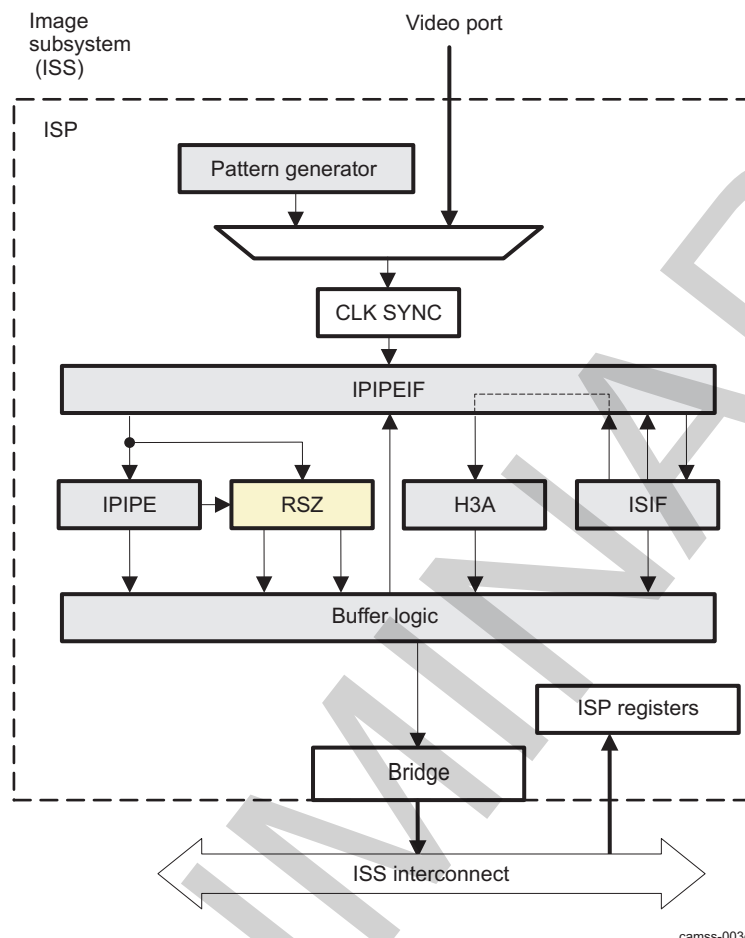 Image
subsystem
(ISS)
Video port
ISP
Pattern generator
CLK SYNC
IPIPEIF
IPIPE
RSZ
H3A
ISIF
Buffer logic
ISP registers
Bridge
ISS interconnect